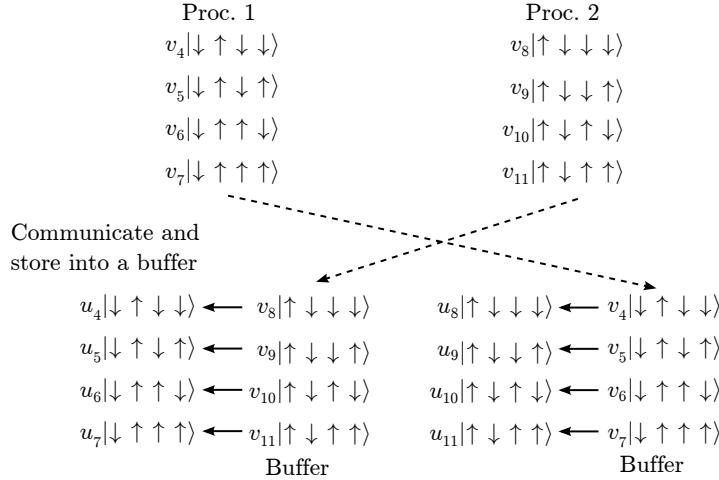 Proc. 1 Proc. 2
v₄|↓ ↑ ↓ ↓⟩ v₈|↑ ↓ ↓ ↓⟩
v₅|↓ ↑ ↓ ↑⟩ v₉|↑ ↓ ↓ ↑⟩
v₆|↓ ↑ ↑ ↓⟩ v₁₀|↑ ↓ ↑ ↓⟩
v₇|↓ ↑ ↑ ↑⟩ v₁₁|↑ ↓ ↑ ↑⟩
Communicate and
store into a buffer
u₄|↓ ↑ ↓ ↓⟩ v₈|↑ ↓ ↓ ↓⟩ u₈|↑ ↓ ↓ ↓⟩ v₄|↓ ↑ ↓ ↓⟩
u₅|↓ ↑ ↓ ↑⟩ v₉|↑ ↓ ↓ ↑⟩ u₉|↑ ↓ ↓ ↑⟩ v₅|↓ ↑ ↓ ↑⟩
u₆|↓ ↑ ↑ ↓⟩ v₁₀|↑ ↓ ↑ ↓⟩ u₁₀|↑ ↓ ↑ ↓⟩ v₆|↓ ↑ ↑ ↓⟩
u₇|↓ ↑ ↑ ↑⟩ v₁₁|↑ ↓ ↑ ↑⟩ u₁₁|↑ ↓ ↑ ↑⟩ v₇|↓ ↑ ↑ ↑⟩
Buffer Buffer